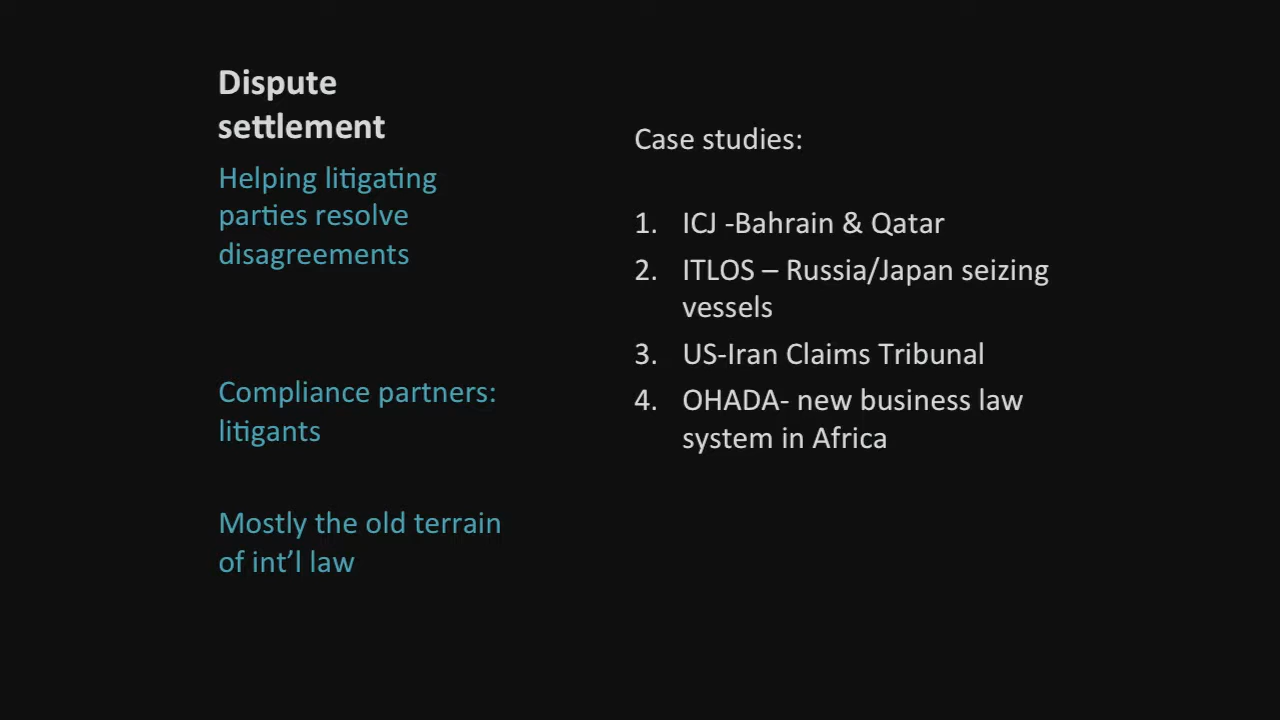 Dispute
settlement
Helping litigating
parties resolve
disagreements
Compliance partners:
litigants
Mostly the old terrain
of int’l law
Case studies:
1. ICJ -Bahrain & Qatar
2. ITLOS – Russia/Japan seizing
vessels
3. US-Iran Claims Tribunal
4. OHADA- new business law
system in Africa